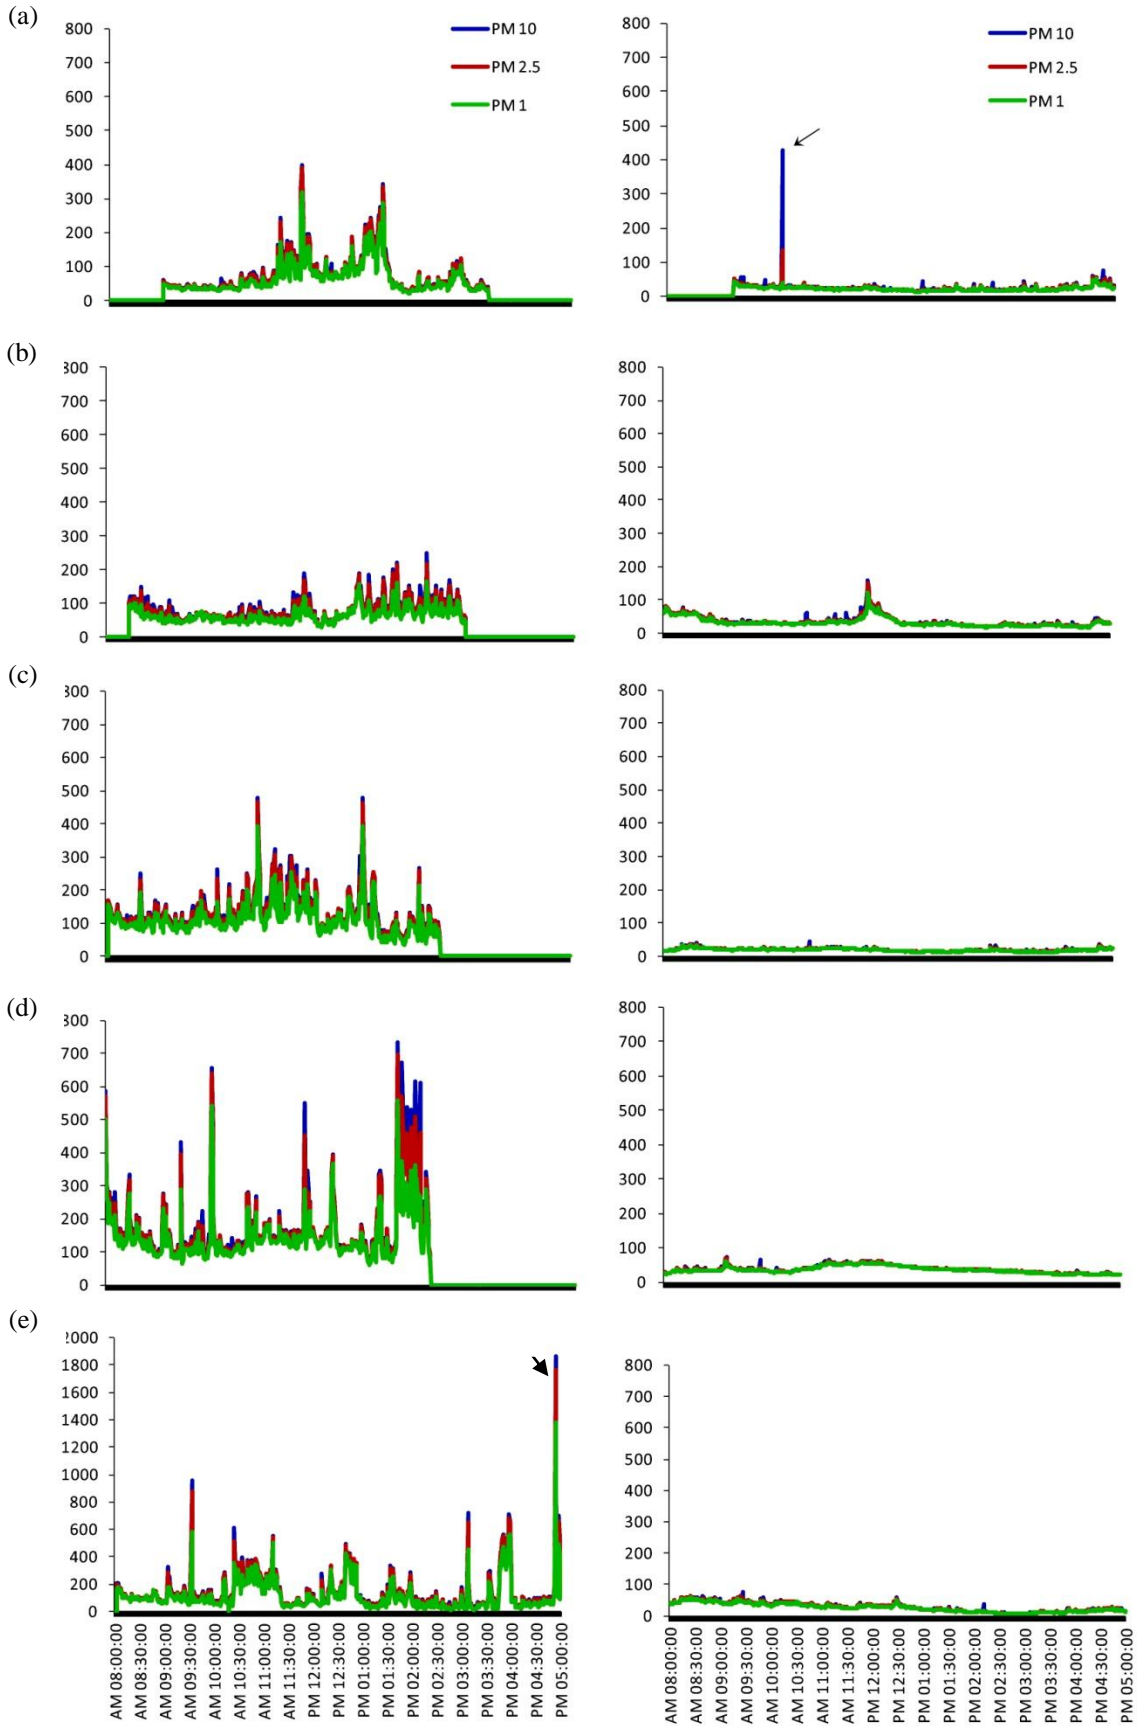 (a)
800
700
600
500
400
300
200
100
0
PM 10
PM 2.5
PM 1
800
700
600
500
400
300
200
100
0
PM 10
PM 2.5
PM 1
(b)
800
700
600
500
400
300
200
100
0
800
700
600
500
400
300
200
100
0
(c)
800
700
600
500
400
300
200
100
0
800
700
600
500
400
300
200
100
0
(d)
800
700
600
500
400
300
200
100
0
800
700
600
500
400
300
200
100
0
(e)
2000
1800
1600
1400
1200
1000
800
600
400
200
0
AM 08:00:00
AM 08:30:00
AM 09:00:00
AM 09:30:00
AM 10:00:00
AM 10:30:00
AM 11:00:00
AM 11:30:00
PM 12:00:00
PM 12:30:00
PM 01:00:00
PM 01:30:00
PM 02:00:00
PM 02:30:00
PM 03:00:00
PM 03:30:00
PM 04:00:00
PM 04:30:00
PM 05:00:00
800
700
600
500
400
300
200
100
0
AM 08:00:00
AM 08:30:00
AM 09:00:00
AM 09:30:00
AM 10:00:00
AM 10:30:00
AM 11:00:00
AM 11:30:00
PM 12:00:00
PM 12:30:00
PM 01:00:00
PM 01:30:00
PM 02:00:00
PM 02:30:00
PM 03:00:00
PM 03:30:00
PM 04:00:00
PM 04:30:00
PM 05:00:00